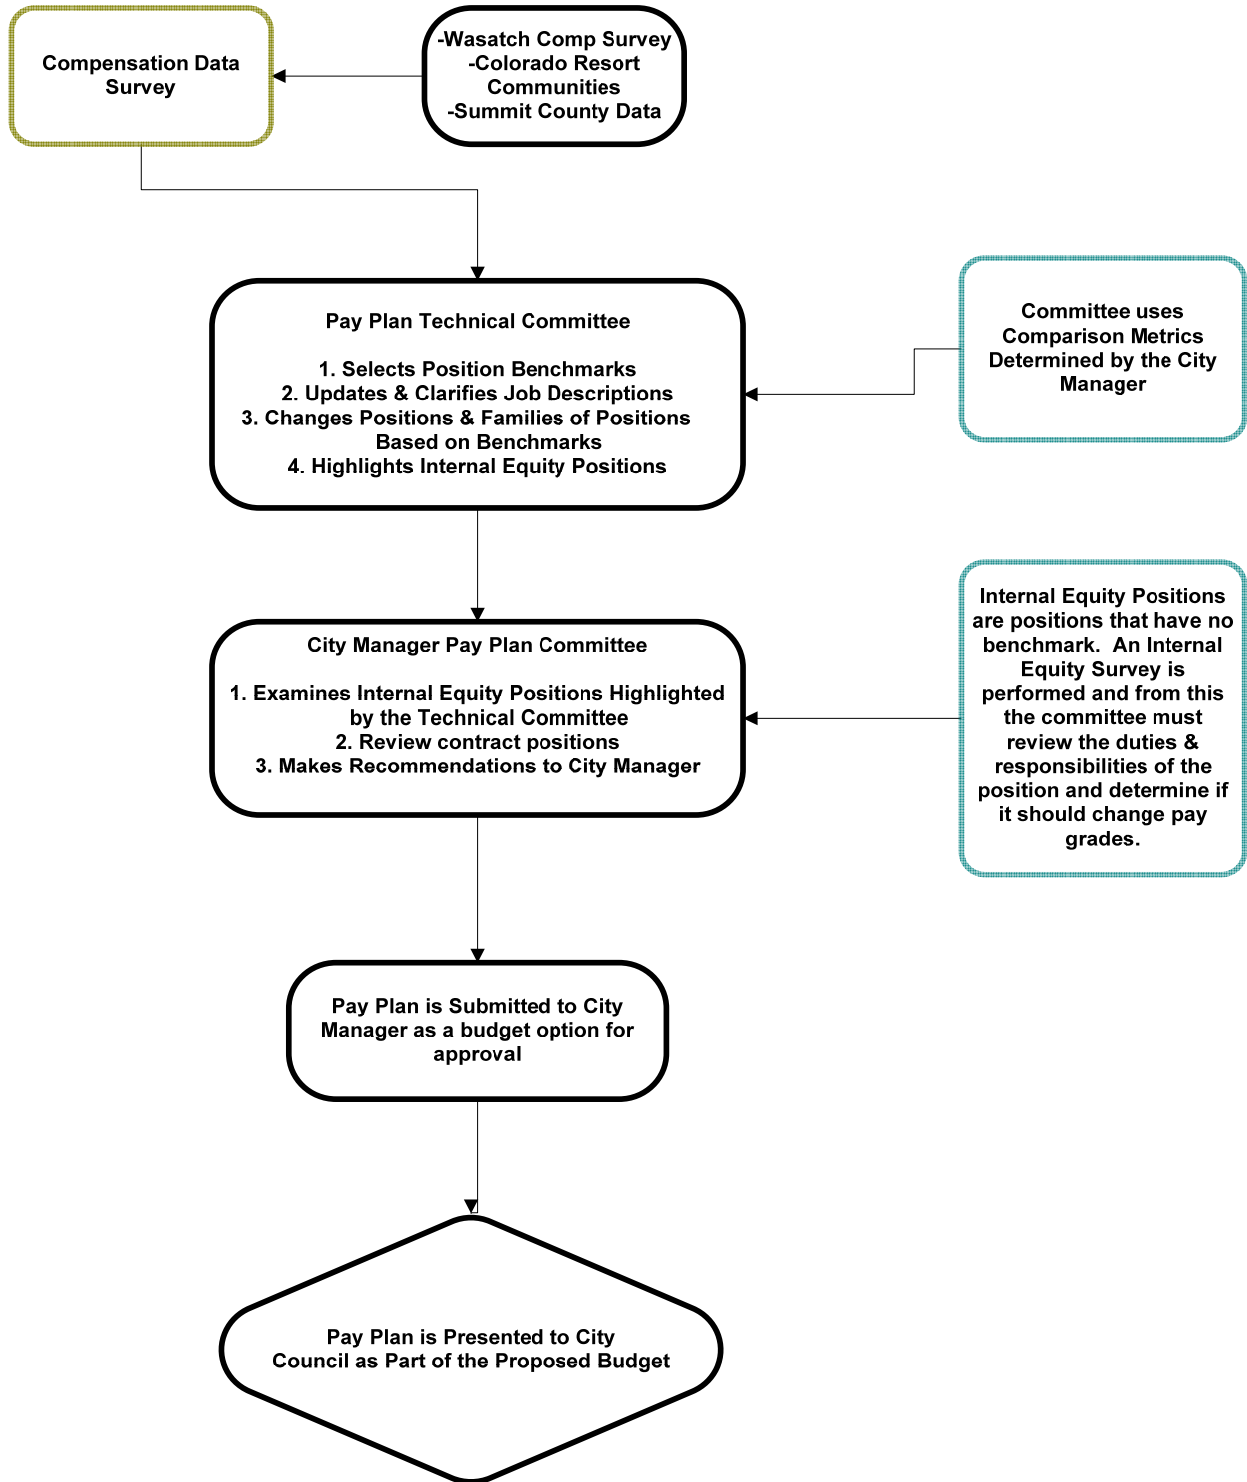 Compensation Data
Survey
-Wasatch Comp Survey
-Colorado Resort
Communities
-Summit County Data
Pay Plan Technical Committee
1. Selects Position Benchmarks
2. Updates & Clarifies Job Descriptions
3. Changes Positions & Families of Positions
Based on Benchmarks
4. Highlights Internal Equity Positions
Committee uses
Comparison Metrics
Determined by the City
Manager
City Manager Pay Plan Committee
1. Examines Internal Equity Positions Highlighted
by the Technical Committee
2. Review contract positions
3. Makes Recommendations to City Manager
Internal Equity Positions
are positions that have no
benchmark.  An Internal
Equity Survey is
performed and from this
the committee must
review the duties &
responsibilities of the
position and determine if
it should change pay
grades.
Pay Plan is Submitted to City
Manager as a budget option for
approval
Pay Plan is Presented to City
Council as Part of the Proposed Budget